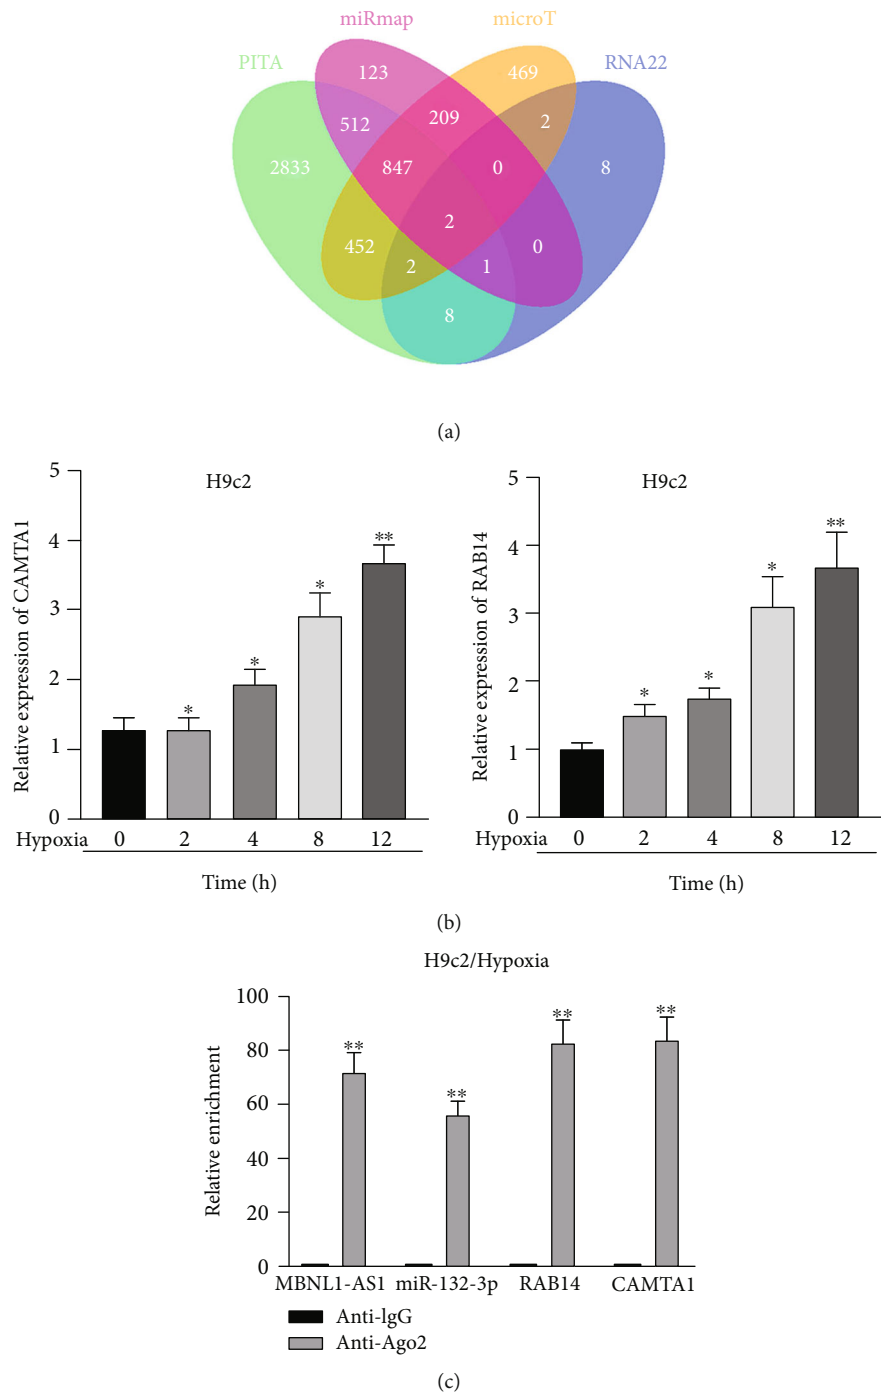 miRmap microT
PITA RNA22
123 469
512 209 2
2833 847 0 8
2
452 2 1 0
8
(a)
H9c2
Relative expression of CAMTA1
5
4
3
2
1
0
* * * **
Hypoxia 0 2 4 8 12
Time (h)
H9c2
Relative expression of RAB14
5
4
3
2
1
0
* * * **
Hypoxia 0 2 4 8 12
Time (h)
(b)
H9c2/Hypoxia
Relative enrichment
100
80
60
40
20
0
** ** ** **
MBNL1-AS1 miR-132-3p RAB14 CAMTA1
Anti-lgG
Anti-Ago2
(c)